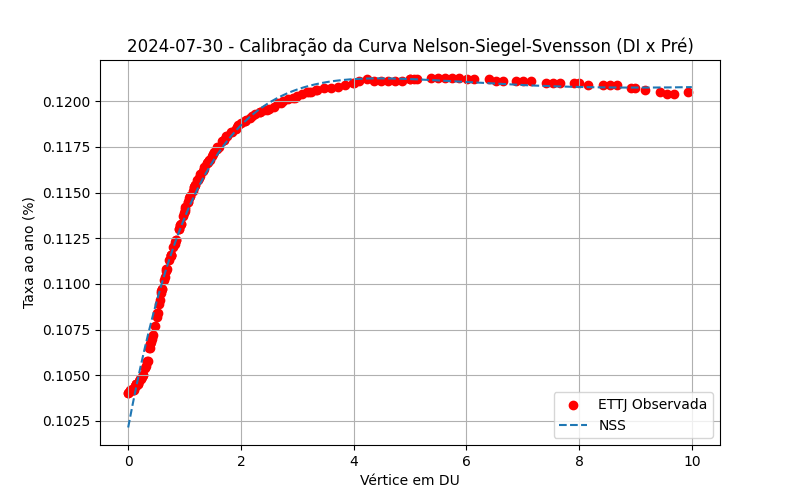 2024-07-30 - Calibração da Curva Nelson-Siegel-Svensson (DI x Pré)
Taxa ao ano (%)
0.1200
0.1175
0.1150
0.1125
0.1100
0.1075
0.1050
0.1025
ETTJ Observada
NSS
0 2 4 6 8 10
Vértice em DU